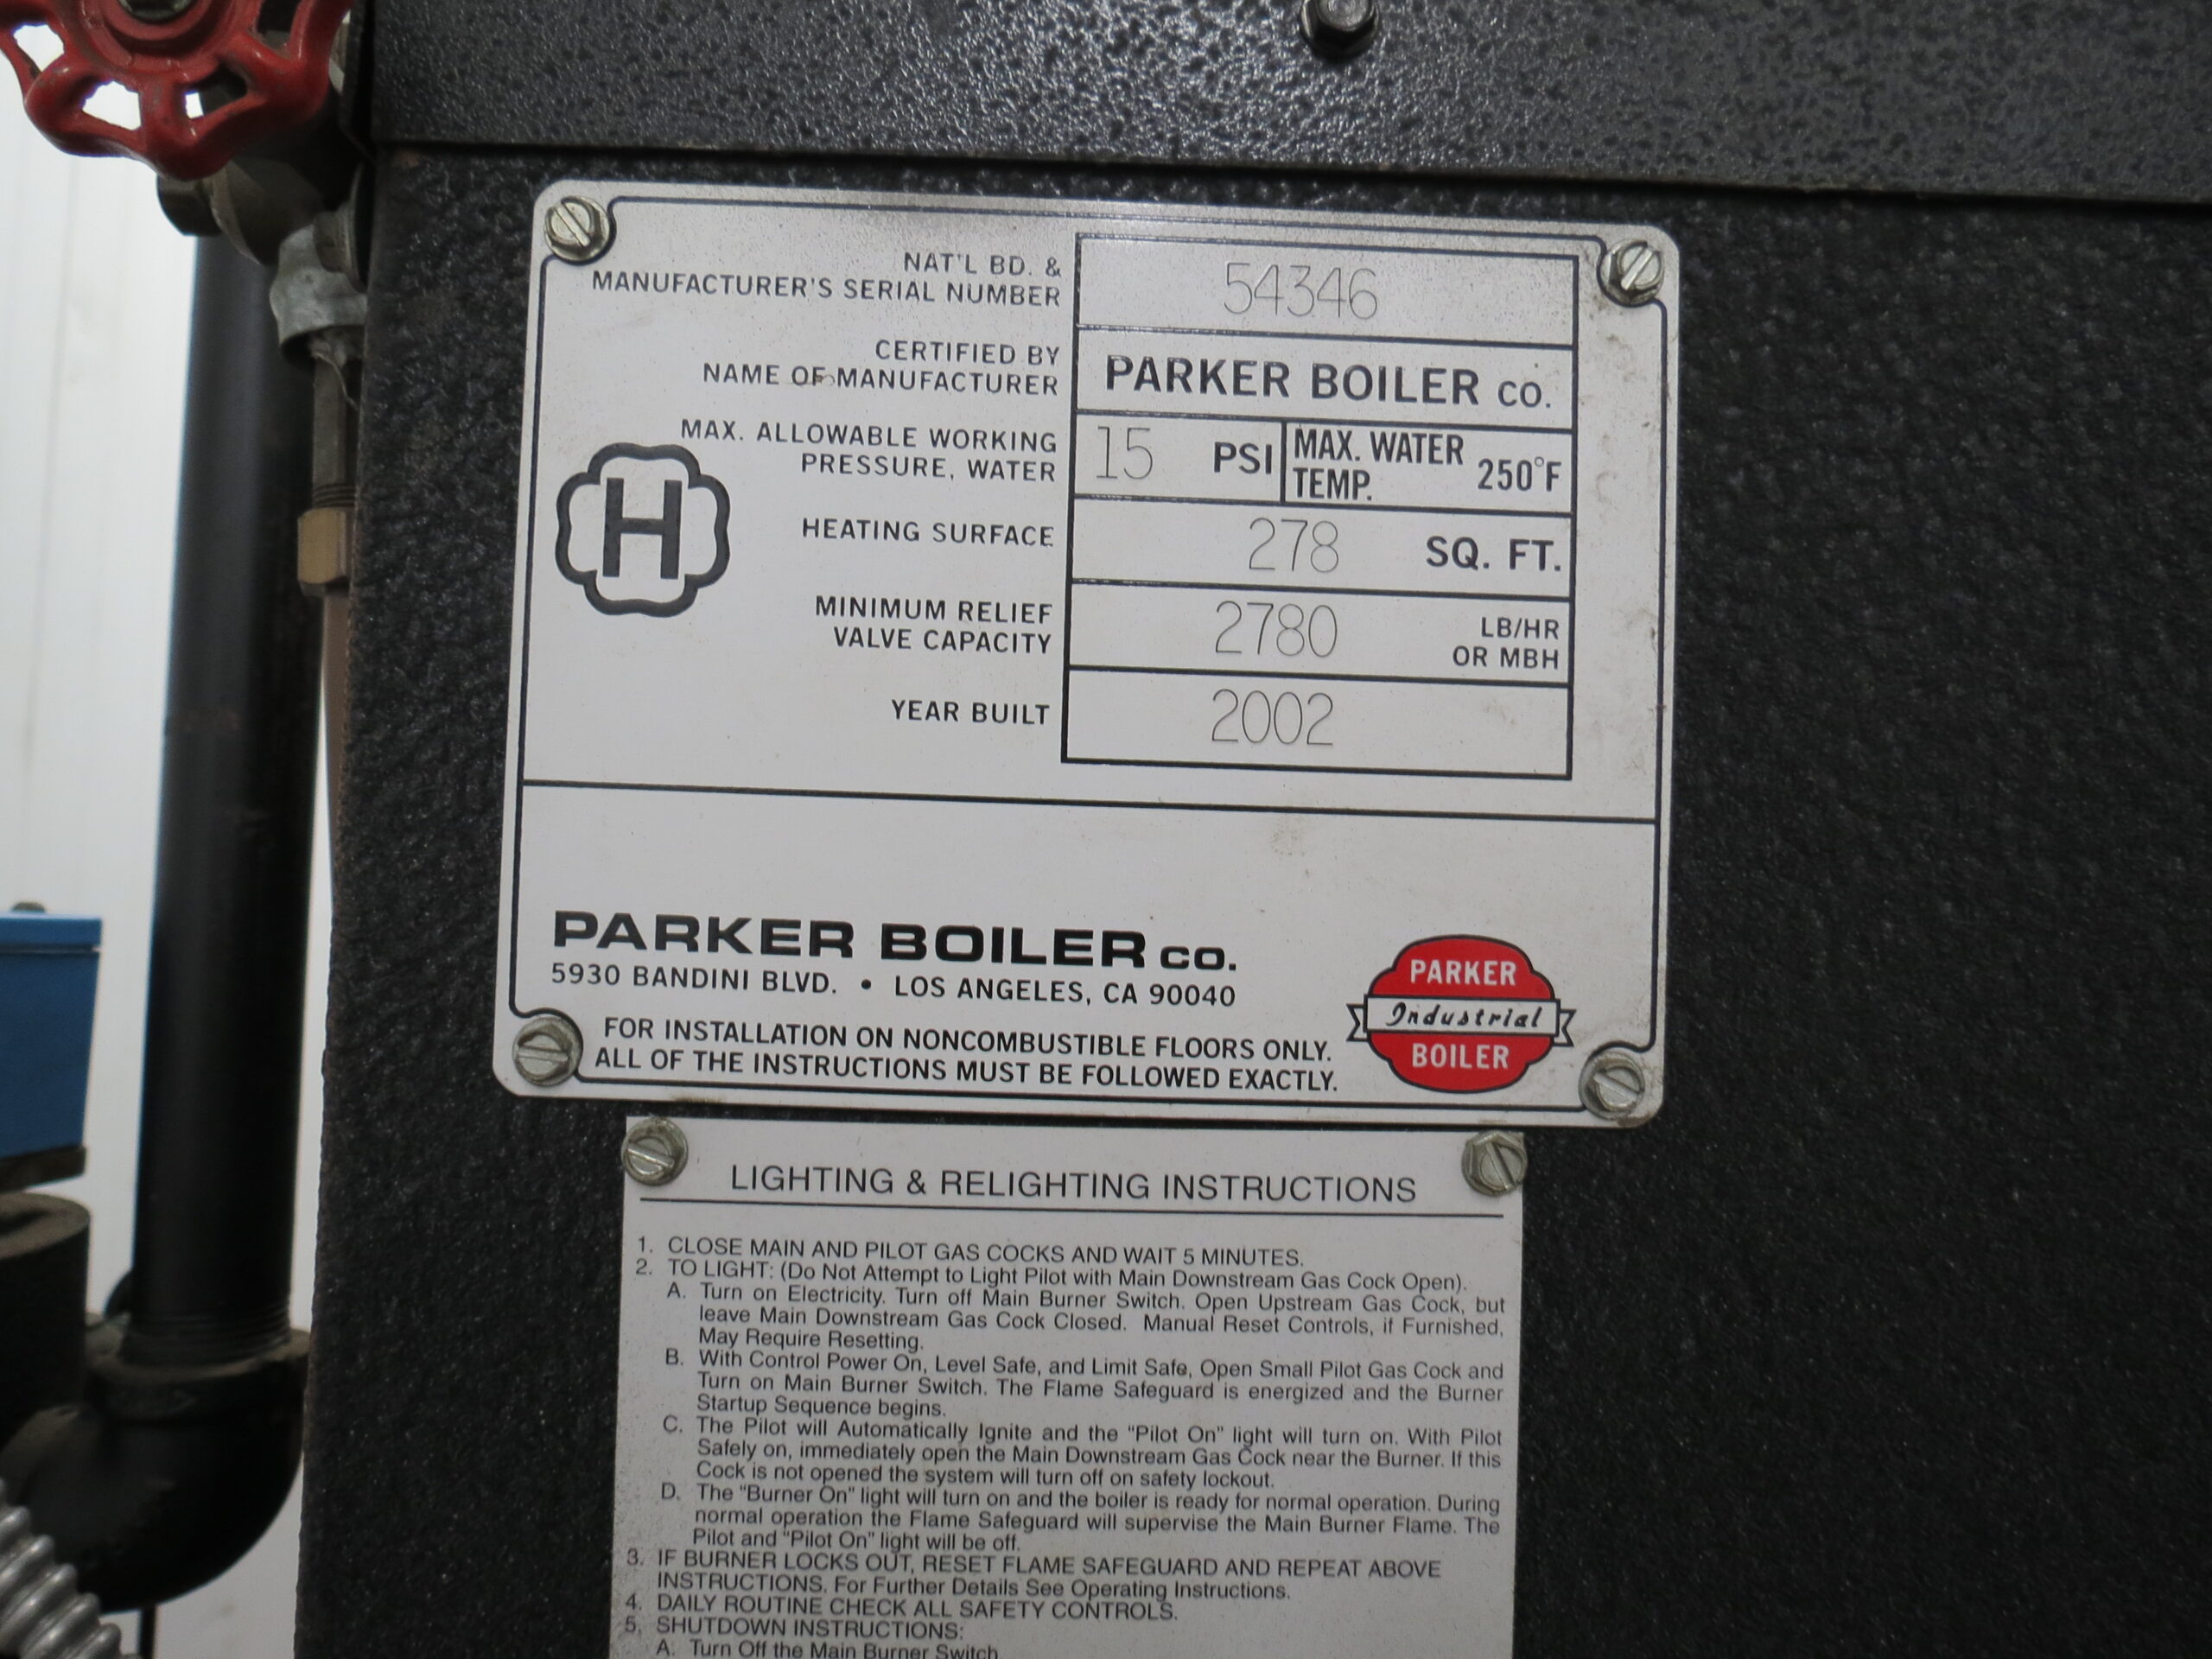 NAT'L BD. &
MANUFACTURER'S SERIAL NUMBER
54346
CERTIFIED BY
NAME OF MANUFACTURER
PARKER BOILER CO.
MAX. ALLOWABLE WORKING
PRESSURE, WATER
15 PSI
MAX. WATER
TEMP. 250°F
H
HEATING SURFACE
278 SQ. FT.
MINIMUM RELIEF
VALVE CAPACITY
2780 LB/HR
OR MBH
YEAR BUILT
2002
PARKER BOILER CO.
5930 BANDINI BLVD. • LOS ANGELES, CA 90040
FOR INSTALLATION ON NONCOMBUSTIBLE FLOORS ONLY.
ALL OF THE INSTRUCTIONS MUST BE FOLLOWED EXACTLY.
PARKER
Industrial
BOILER
LIGHTING & RELIGHTING INSTRUCTIONS
1. CLOSE MAIN AND PILOT GAS COCKS AND WAIT 5 MINUTES.
2. TO LIGHT: (Do Not Attempt to Light Pilot with Main Downstream Gas Cock Open).
A. Turn on Electricity. Turn off Main Burner Switch. Open Upstream Gas Cock, but
leave Main Downstream Gas Cock Closed. Manual Reset Controls, if Furnished,
May Require Resetting.
B. With Control Power On, Level Safe, and Limit Safe, Open Small Pilot Gas Cock and
Turn on Main Burner Switch. The Flame Safeguard is energized and the Burner
Startup Sequence begins.
C. The Pilot will Automatically Ignite and the "Pilot On" light will turn on. With Pilot
Safely on, immediately open the Main Downstream Gas Cock near the Burner. If this
Cock is not opened the system will turn off on safety lockout.
D. The "Burner On" light will turn on and the boiler is ready for normal operation. During
normal operation the Flame Safeguard will supervise the Main Burner Flame. The
Pilot and "Pilot On" light will be off.
3. IF BURNER LOCKS OUT, RESET FLAME SAFEGUARD AND REPEAT ABOVE
INSTRUCTIONS. For Further Details See Operating Instructions.
4. DAILY ROUTINE CHECK ALL SAFETY CONTROLS.
5. SHUTDOWN INSTRUCTIONS:
A. Turn Off the Main Burner Switch